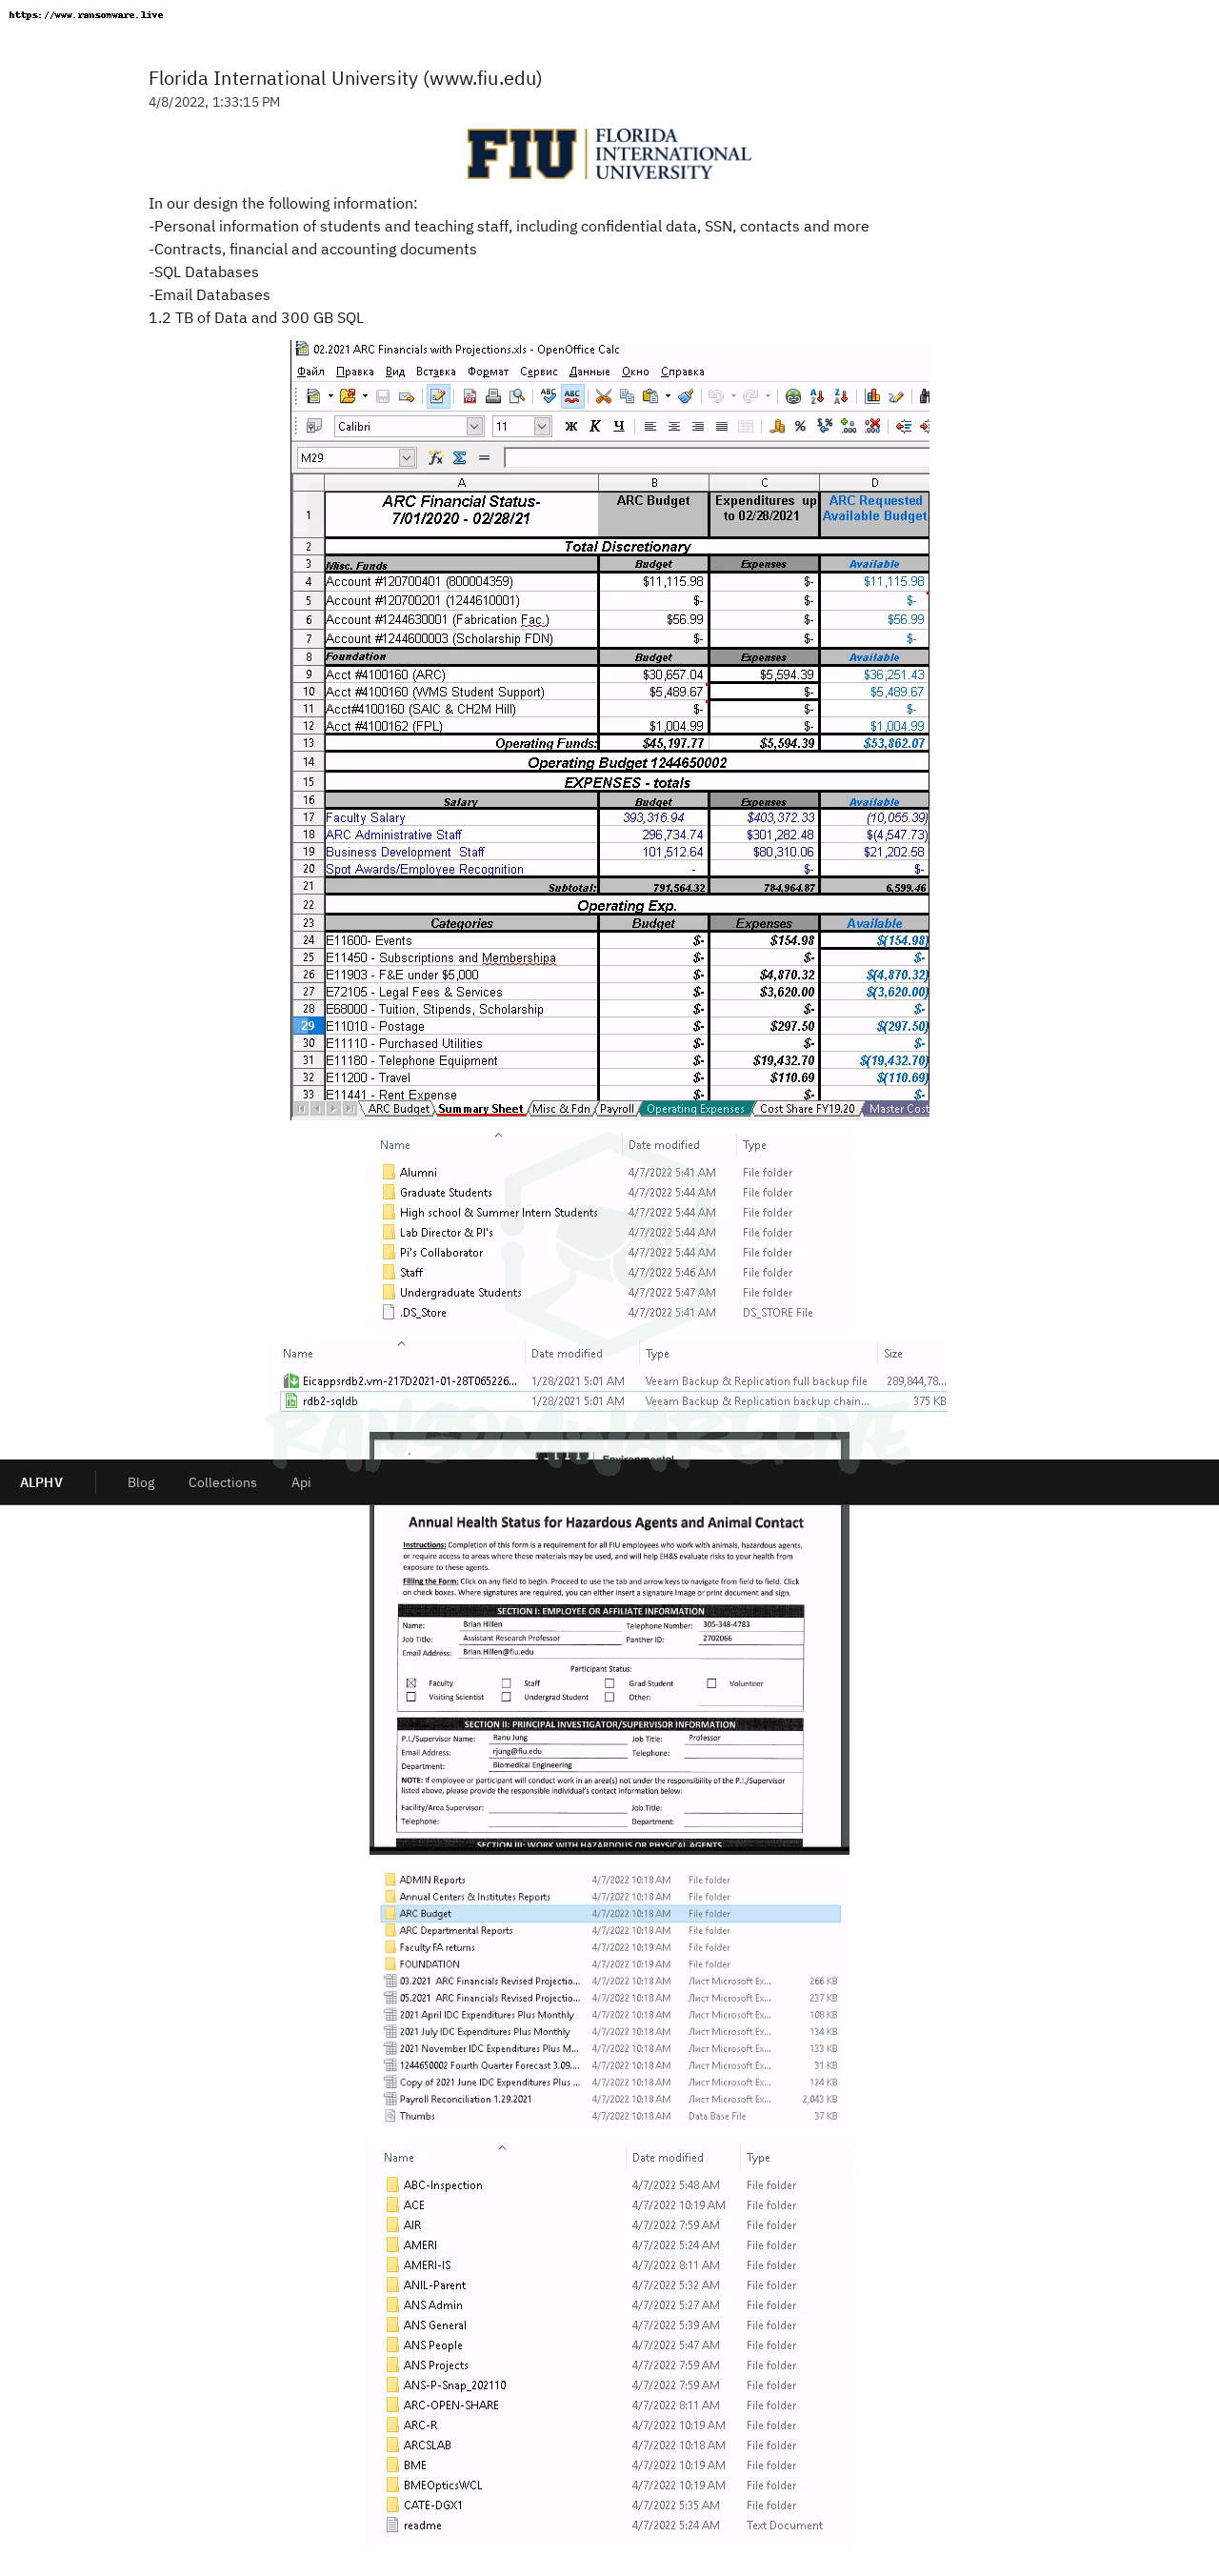 https://www.ransomware.live
Florida International University (www.fiu.edu)
4/8/2022, 1:33:15 PM
FIU FLORIDA
INTERNATIONAL
UNIVERSITY
In our design the following information:
-Personal information of students and teaching staff, including confidential data, SSN, contacts and more
-Contracts, financial and accounting documents
-SQL Databases
-Email Databases
1.2 TB of Data and 300 GB SQL
02.2021 ARC Financials with Projections.xls - OpenOffice Calc
Файл Правка Вид Вставка Формат Сервис Данные Окно Справка
Calibri 11 Ж К Ч
M29
A B C D
1 ARC Financial Status- ARC Budget Expenditures up ARC Requested
7/01/2020 - 02/28/21 to 02/28/2021 Available Budget
2 Total Discretionary
3 Misc. Funds Budget Expenses Available
4 Account #120700401 (800004359) $11,115.98 $- $11,115.98
5 Account #120700201 (1244610001) $- $- $-
6 Account #1244630001 (Fabrication Fac.) $56.99 $- $56.99
7 Account #1244600003 (Scholarship FDN) $- $- $-
8 Foundation Budget Expenses Available
9 Acct #4100160 (ARC) $30,657.04 $5,594.39 $36,251.43
10 Acct #4100160 (WMS Student Support) $5,489.67 $- $5,489.67
11 Acct#4100160 (SAIC & CH2M Hill) $- $- $-
12 Acct #4100162 (FPL) $1,004.99 $- $1,004.99
13 Operating Funds: $45,197.77 $5,594.39 $53,862.07
14 Operating Budget 1244650002
15 EXPENSES - totals
16 Salary Budget Expenses Available
17 Faculty Salary 393,316.94 $403,372.33 (10,055.39)
18 ARC Administrative Staff 296,734.74 $301,282.48 $(4,547.73)
19 Business Development Staff 101,512.64 $80,310.06 $21,202.58
20 Spot Awards/Employee Recognition - $- $-
21 Subtotal: 791,564.32 784,964.87 6,599.46
22 Operating Exp.
23 Categories Budget Expenses Available
24 E11600- Events $- $154.98 $(154.98)
25 E11450 - Subscriptions and Membershipa $- $- $-
26 E11903 - F&E under $5,000 $- $4,870.32 $(4,870.32)
27 E72105 - Legal Fees & Services $- $3,620.00 $(3,620.00)
28 E68000 - Tuition, Stipends, Scholarship $- $- $-
29 E11010 - Postage $- $297.50 $(297.50)
30 E11110 - Purchased Utilities $- $- $-
31 E11180 - Telephone Equipment $- $19,432.70 $(19,432.70)
32 E11200 - Travel $- $110.69 $(110.69)
33 E11441 - Rent Expense $- $- $-
ARC Budget Summary Sheet Misc & Fdn Payroll Operating Expenses Cost Share FY19.20 Master Cost
Name Date modified Type
Alumni 4/7/2022 5:41 AM File folder
Graduate Students 4/7/2022 5:44 AM File folder
High school & Summer Intern Students 4/7/2022 5:44 AM File folder
Lab Director & PI's 4/7/2022 5:44 AM File folder
Pi's Collaborator 4/7/2022 5:44 AM File folder
Staff 4/7/2022 5:46 AM File folder
Undergraduate Students 4/7/2022 5:47 AM File folder
.DS_Store 4/7/2022 5:41 AM DS_STORE File
Name Date modified Type Size
Eicappsrdb2.vm-217D2021-01-28T065226... 1/28/2021 5:01 AM Veeam Backup & Replication full backup file 289,844,78...
rdb2-sqldb 1/28/2021 5:01 AM Veeam Backup & Replication backup chain... 375 KB
RANSOMWARE.LIVE
Environmental
ALPHV Blog Collections Api
Annual Health Status for Hazardous Agents and Animal Contact
Instructions: Completion of this form is a requirement for all FIU employees who work with animals, hazardous agents,
or require access to areas where these materials may be used, and will help EH&S evaluate risks to your health from
exposure to these agents.
Filling the Form: Click on any field to begin. Proceed to use the tab and arrow keys to navigate from field to field. Click
on check boxes. Where signatures are required, you can either insert a signature image or print document and sign.
SECTION I: EMPLOYEE OR AFFILIATE INFORMATION
Name: Brian Hillen Telephone Number: 305-348-4783
Job Title: Assistant Research Professor Panther ID: 2702066
Email Address: Brian.Hillen@fiu.edu
Participant Status:
Faculty Staff Grad Student Volunteer
Visiting Scientist Undergrad Student Other:
SECTION II: PRINCIPAL INVESTIGATOR/SUPERVISOR INFORMATION
P.I./Supervisor Name: Ranu Jung Job Title: Professor
Email Address: rjung@fiu.edu Telephone:
Department: Biomedical Engineering
NOTE: If employee or participant will conduct work in an area(s) not under the responsibility of the P.I./Supervisor
listed above, please provide the responsible individual's contact information below:
Facility/Area Supervisor: Job Title:
Telephone: Department:
SECTION III: WORK WITH HAZARDOUS OR PHYSICAL AGENTS
ADMIN Reports 4/7/2022 10:18 AM File folder
Annual Centers & Institutes Reports 4/7/2022 10:18 AM File folder
ARC Budget 4/7/2022 10:18 AM File folder
ARC Departmental Reports 4/7/2022 10:18 AM File folder
Faculty FA returns 4/7/2022 10:19 AM File folder
FOUNDATION 4/7/2022 10:19 AM File folder
03.2021 ARC Financials Revised Projectio... 4/7/2022 10:18 AM Лист Microsoft Ex... 266 KB
05.2021 ARC Financials Revised Projectio... 4/7/2022 10:18 AM Лист Microsoft Ex... 237 KB
2021 April IDC Expenditures Plus Monthly 4/7/2022 10:18 AM Лист Microsoft Ex... 108 KB
2021 July IDC Expenditures Plus Monthly 4/7/2022 10:18 AM Лист Microsoft Ex... 134 KB
2021 November IDC Expenditures Plus M... 4/7/2022 10:18 AM Лист Microsoft Ex... 133 KB
1244650002 Fourth Quarter Forecast 3.09.... 4/7/2022 10:18 AM Лист Microsoft Ex... 31 KB
Copy of 2021 June IDC Expenditures Plus ... 4/7/2022 10:18 AM Лист Microsoft Ex... 124 KB
Payroll Reconciliation 1.29.2021 4/7/2022 10:18 AM Лист Microsoft Ex... 2,043 KB
Thumbs 4/7/2022 10:18 AM Data Base File 37 KB
Name Date modified Type
ABC-Inspection 4/7/2022 5:48 AM File folder
ACE 4/7/2022 10:19 AM File folder
AIR 4/7/2022 7:59 AM File folder
AMERI 4/7/2022 5:24 AM File folder
AMERI-IS 4/7/2022 8:11 AM File folder
ANIL-Parent 4/7/2022 5:32 AM File folder
ANS Admin 4/7/2022 5:27 AM File folder
ANS General 4/7/2022 5:39 AM File folder
ANS People 4/7/2022 5:47 AM File folder
ANS Projects 4/7/2022 7:59 AM File folder
ANS-P-Snap_202110 4/7/2022 7:59 AM File folder
ARC-OPEN-SHARE 4/7/2022 8:11 AM File folder
ARC-R 4/7/2022 10:19 AM File folder
ARCSLAB 4/7/2022 10:18 AM File folder
BME 4/7/2022 10:19 AM File folder
BMEOpticsWCL 4/7/2022 10:19 AM File folder
CATE-DGX1 4/7/2022 5:35 AM File folder
readme 4/7/2022 5:24 AM Text Document